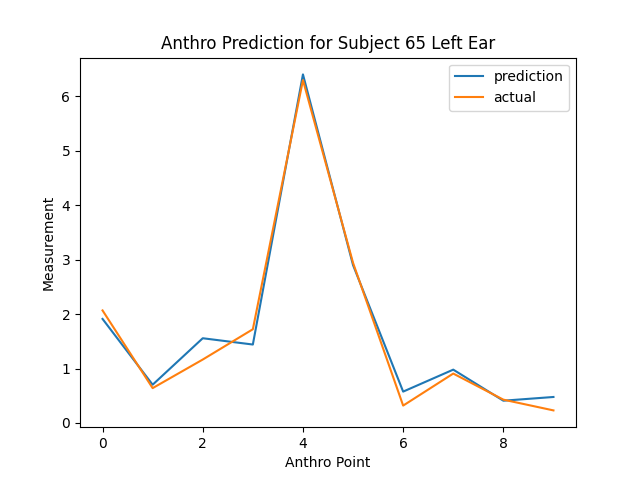 Anthro Prediction for Subject 65 Left Ear
prediction
actual
6
5
4
3
2
1
0
Measurement
0 2 4 6 8
Anthro Point